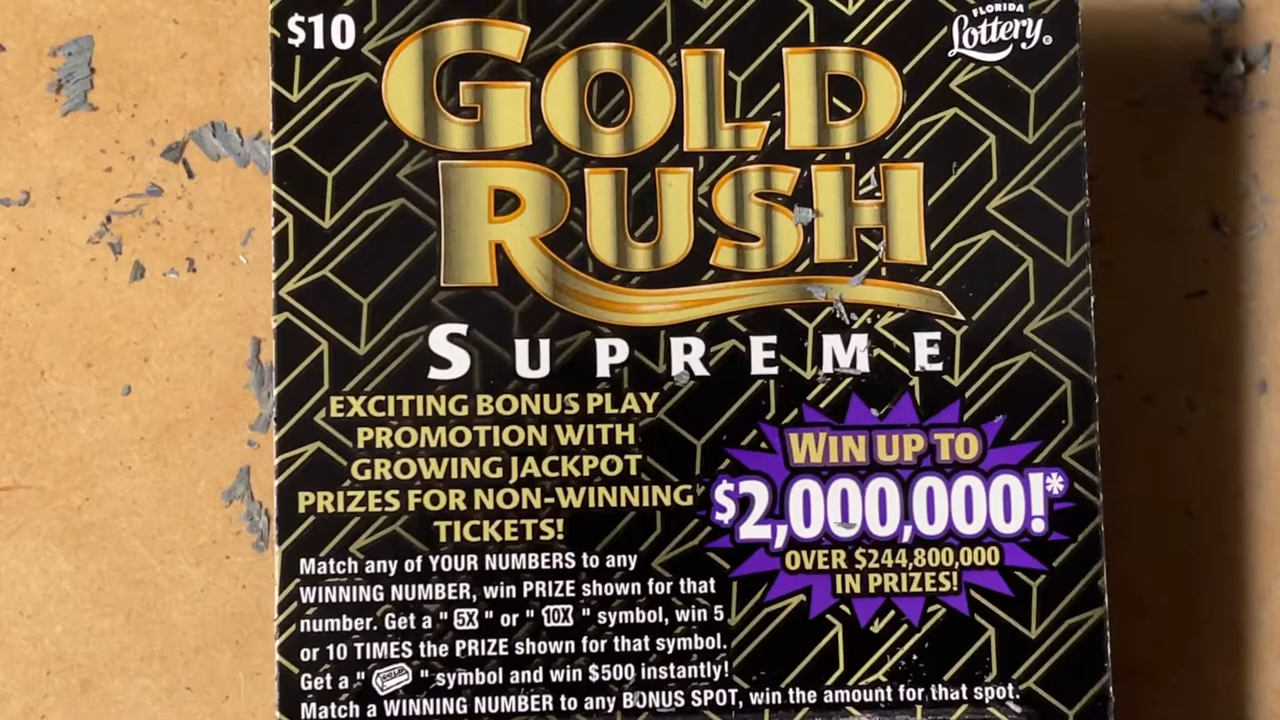 $10
FLORIDA
Lottery®
GOLD
RUSH
SUPREME
EXCITING BONUS PLAY
PROMOTION WITH
GROWING JACKPOT
PRIZES FOR NON-WINNING
TICKETS!
WIN UP TO
$2,000,000!*
OVER $244,800,000
IN PRIZES!
Match any of YOUR NUMBERS to any
WINNING NUMBER, win PRIZE shown for that
number. Get a "5X" or "10X" symbol, win 5
or 10 TIMES the PRIZE shown for that symbol.
Get a "GOLD" symbol and win $500 instantly!
Match a WINNING NUMBER to any BONUS SPOT, win the amount for that spot.